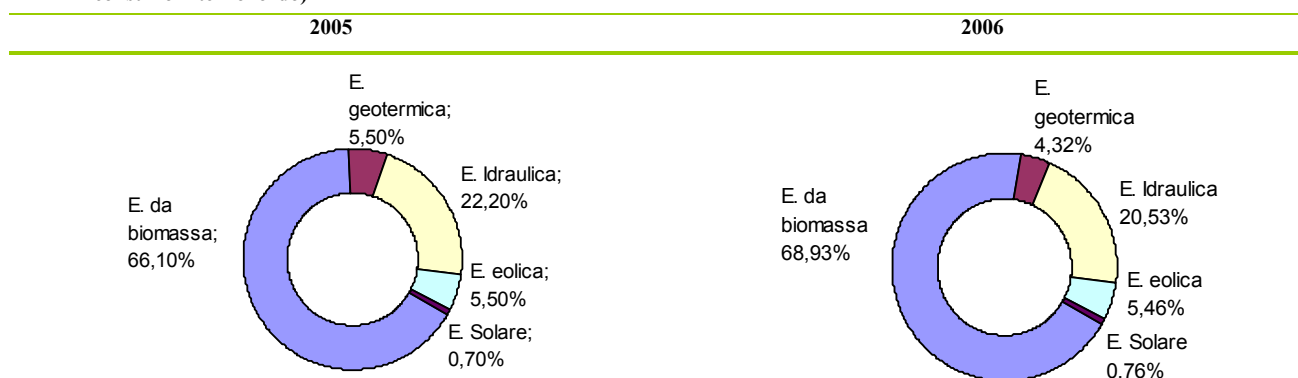 2005
2006
E.
geotermica;
5,50%
E. Idraulica;
22,20%
E. da
biomassa;
66,10%
E. eolica;
5,50%
E. Solare;
0,70%
E.
geotermica
4,32%
E. Idraulica
20,53%
E. da
biomassa
68,93%
E. eolica
5,46%
E. Solare
0,76%